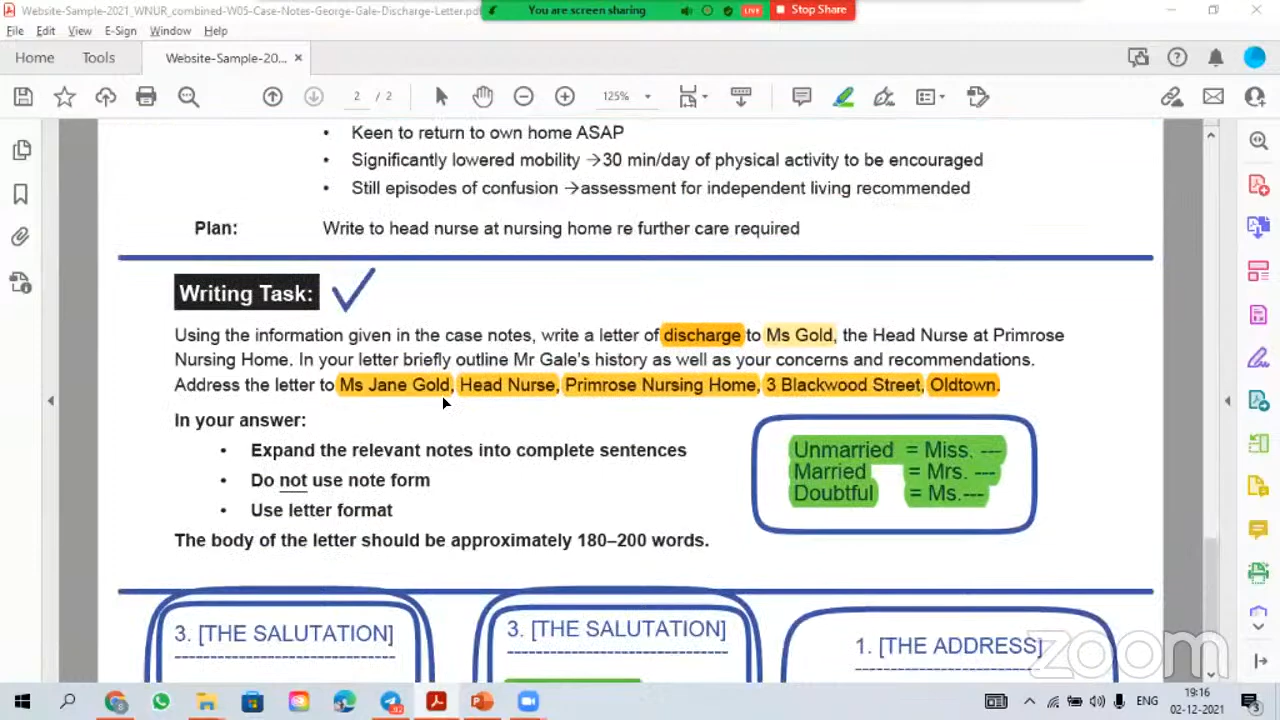 Website-Sample-2021_WNUR_combined-W05-Case-Notes-George-Gale-Discharge-Letter.pdf
You are screen sharing
LIVE
Stop Share
File Edit View E-Sign Window Help
Home Tools Website-Sample-20... ×
2 / 2 125%
• Keen to return to own home ASAP
• Significantly lowered mobility →30 min/day of physical activity to be encouraged
• Still episodes of confusion →assessment for independent living recommended
Plan: Write to head nurse at nursing home re further care required
Writing Task:
Using the information given in the case notes, write a letter of discharge to Ms Gold, the Head Nurse at Primrose
Nursing Home. In your letter briefly outline Mr Gale's history as well as your concerns and recommendations.
Address the letter to Ms Jane Gold, Head Nurse, Primrose Nursing Home, 3 Blackwood Street, Oldtown.
In your answer:
• Expand the relevant notes into complete sentences
• Do not use note form
• Use letter format
The body of the letter should be approximately 180–200 words.
Unmarried = Miss. ---
Married = Mrs. ---
Doubtful = Ms.---
3. [THE SALUTATION]
3. [THE SALUTATION]
1. [THE ADDRESS]
zoom
ENG
19:16
02-12-2021